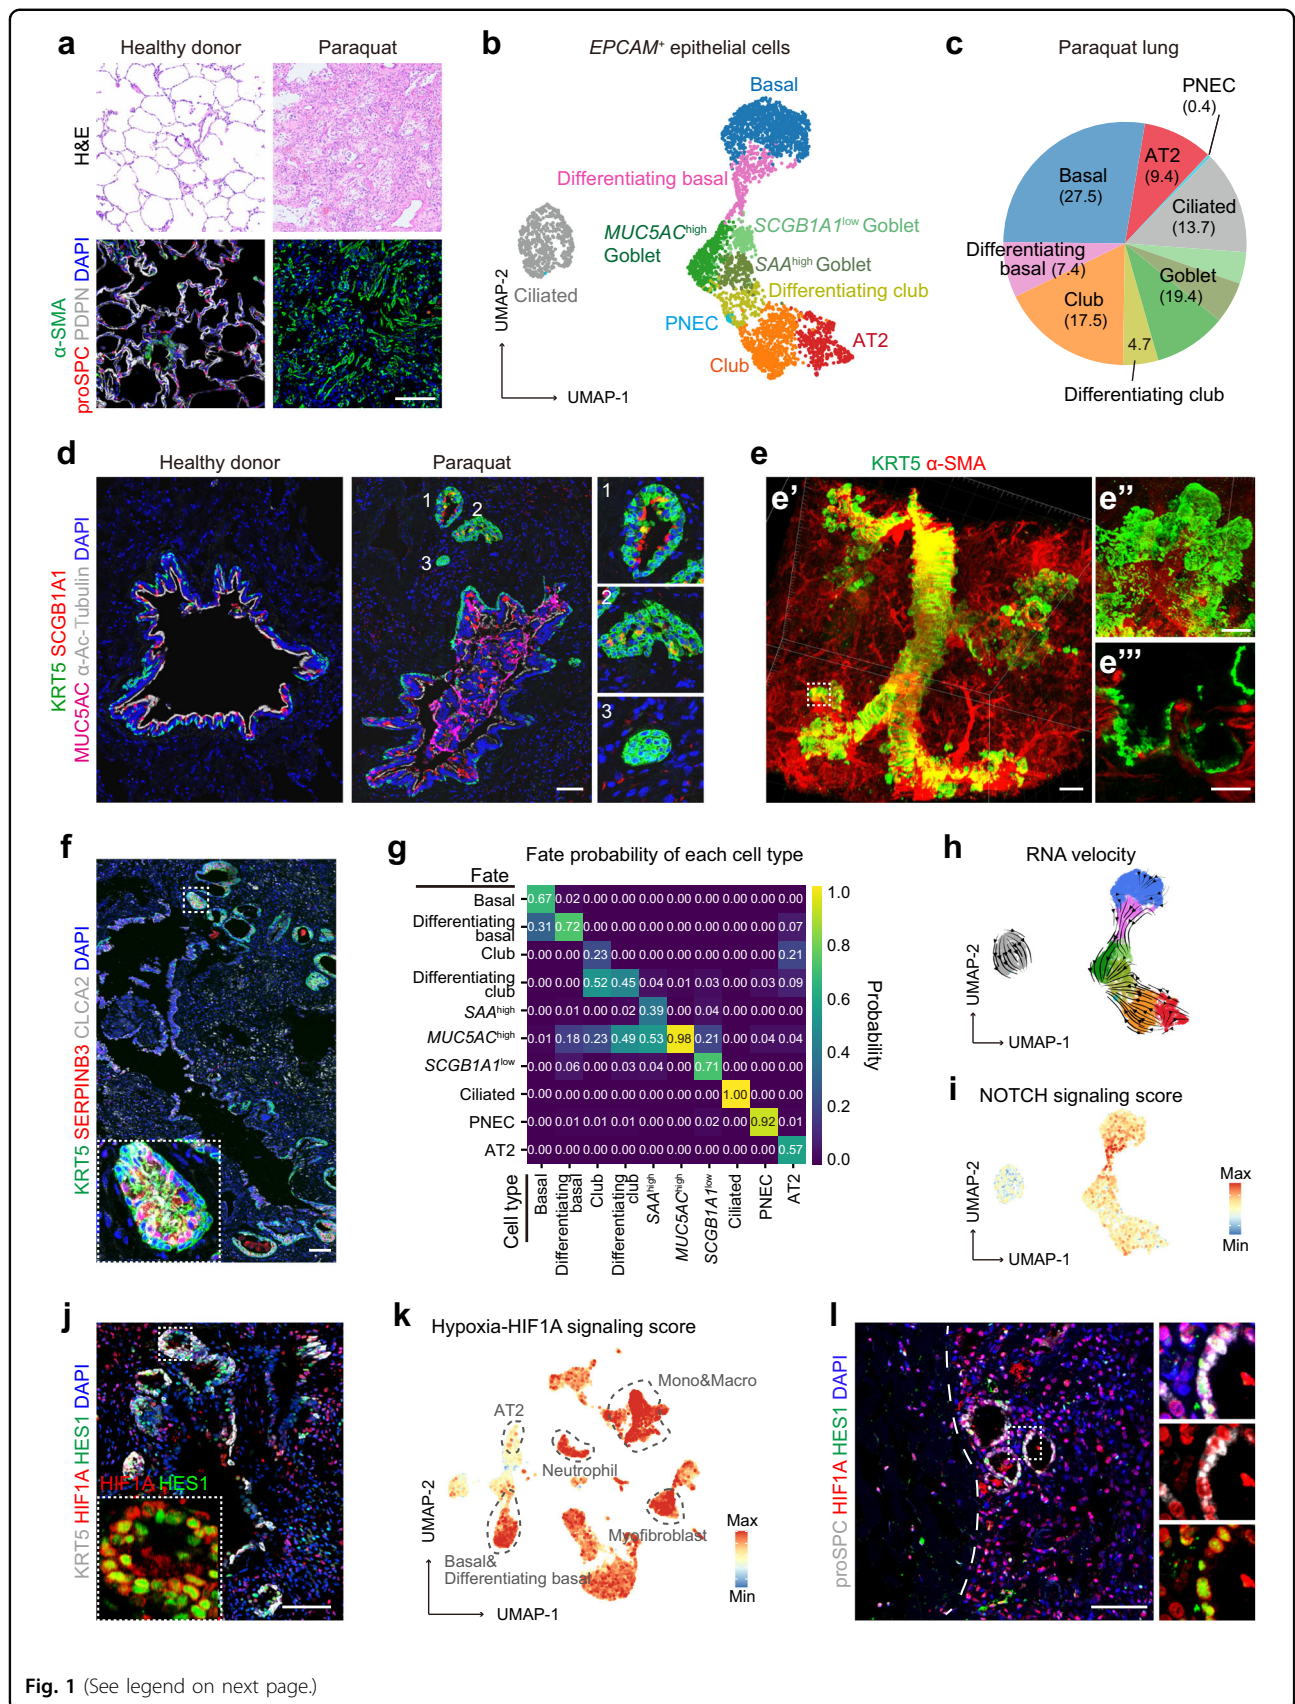 a
Healthy donor
Paraquat
H&E
α-SMA
proSPC PDPN DAPI
b
EPCAM⁺ epithelial cells
Basal
Differentiating basal
MUC5AChigh
Goblet
SCGB1A1low Goblet
SAAhigh Goblet
Differentiating club
Ciliated
PNEC
Club
AT2
UMAP-2
UMAP-1
c
Paraquat lung
PNEC
(0.4)
AT2
(9.4)
Basal
(27.5)
Ciliated
(13.7)
Differentiating
basal (7.4)
Goblet
(19.4)
Club
(17.5)
4.7
Differentiating club
d
Healthy donor
Paraquat
KRT5 SCGB1A1
MUC5AC α-Ac-Tubulin DAPI
1
2
3
1
2
3
e
KRT5 α-SMA
e'
e''
e'''
f
KRT5 SERPINB3 CLCA2 DAPI
g
Fate probability of each cell type
Fate
Basal 0.67 0.02 0.00 0.00 0.00 0.00 0.00 0.00 0.00 0.00
Differentiating
basal 0.31 0.72 0.00 0.00 0.00 0.00 0.00 0.00 0.00 0.07
Club 0.00 0.00 0.23 0.00 0.00 0.00 0.00 0.00 0.00 0.21
Differentiating
club 0.00 0.00 0.52 0.45 0.04 0.01 0.03 0.00 0.03 0.09
SAAhigh 0.00 0.01 0.00 0.02 0.39 0.00 0.04 0.00 0.00 0.00
MUC5AChigh 0.01 0.18 0.23 0.49 0.53 0.98 0.21 0.00 0.04 0.04
SCGB1A1low 0.00 0.06 0.00 0.03 0.04 0.00 0.71 0.00 0.00 0.00
Ciliated 0.00 0.00 0.00 0.00 0.00 0.00 0.00 1.00 0.00 0.00
PNEC 0.00 0.01 0.01 0.01 0.00 0.00 0.02 0.00 0.92 0.01
AT2 0.00 0.00 0.00 0.00 0.00 0.00 0.00 0.00 0.00 0.57
Cell type
Basal
Differentiating
basal
Club
Differentiating
club
SAAhigh
MUC5AChigh
SCGB1A1low
Ciliated
PNEC
AT2
1.0
0.8
0.6
0.4
0.2
0.0
Probability
h
RNA velocity
UMAP-2
UMAP-1
i
NOTCH signaling score
UMAP-2
UMAP-1
Max
Min
j
KRT5 HIF1A HES1 DAPI
HIF1A HES1
k
Hypoxia-HIF1A signaling score
Mono&Macro
AT2
Neutrophil
Myofibroblast
Basal&
Differentiating basal
UMAP-2
UMAP-1
Max
Min
l
proSPC HIF1A HES1 DAPI
Fig. 1 (See legend on next page.)